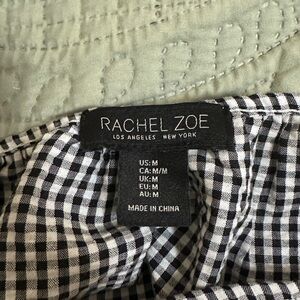 RACHEL ZOE
LOS ANGELES NEW YORK
US:M
CA:M/M
UK:M
EU:M
AU:M
MADE IN CHINA